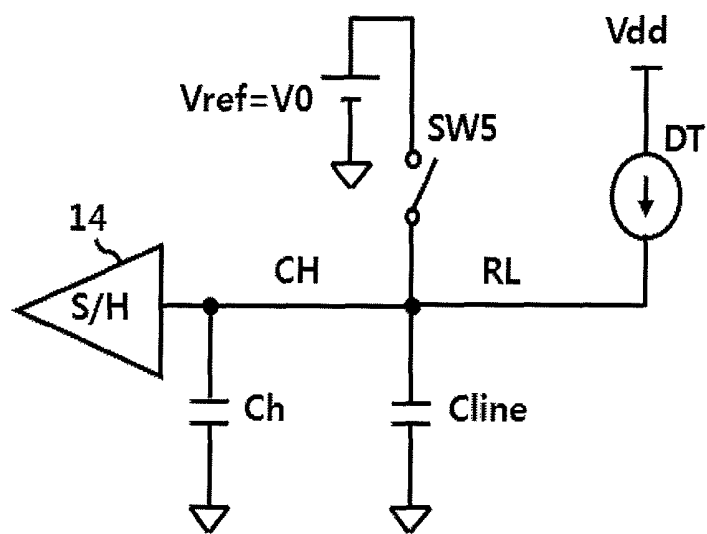 Vdd
Vref=V0
SW5
DT
14
CH
RL
S/H
Ch
Cline